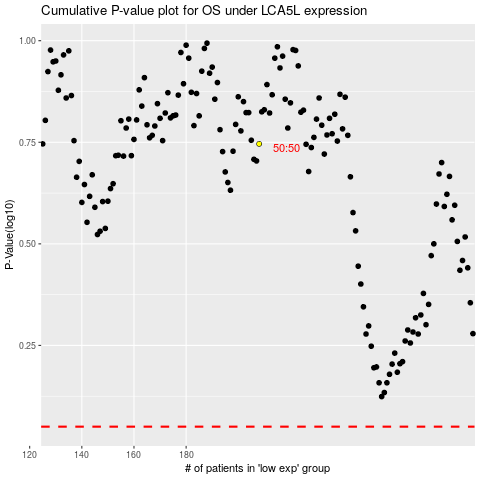 Cumulative P-value plot for OS under LCA5L expression
P-Value(log10)
1.00
0.75
0.50
0.25
50:50
120 140 160 180
# of patients in 'low exp' group